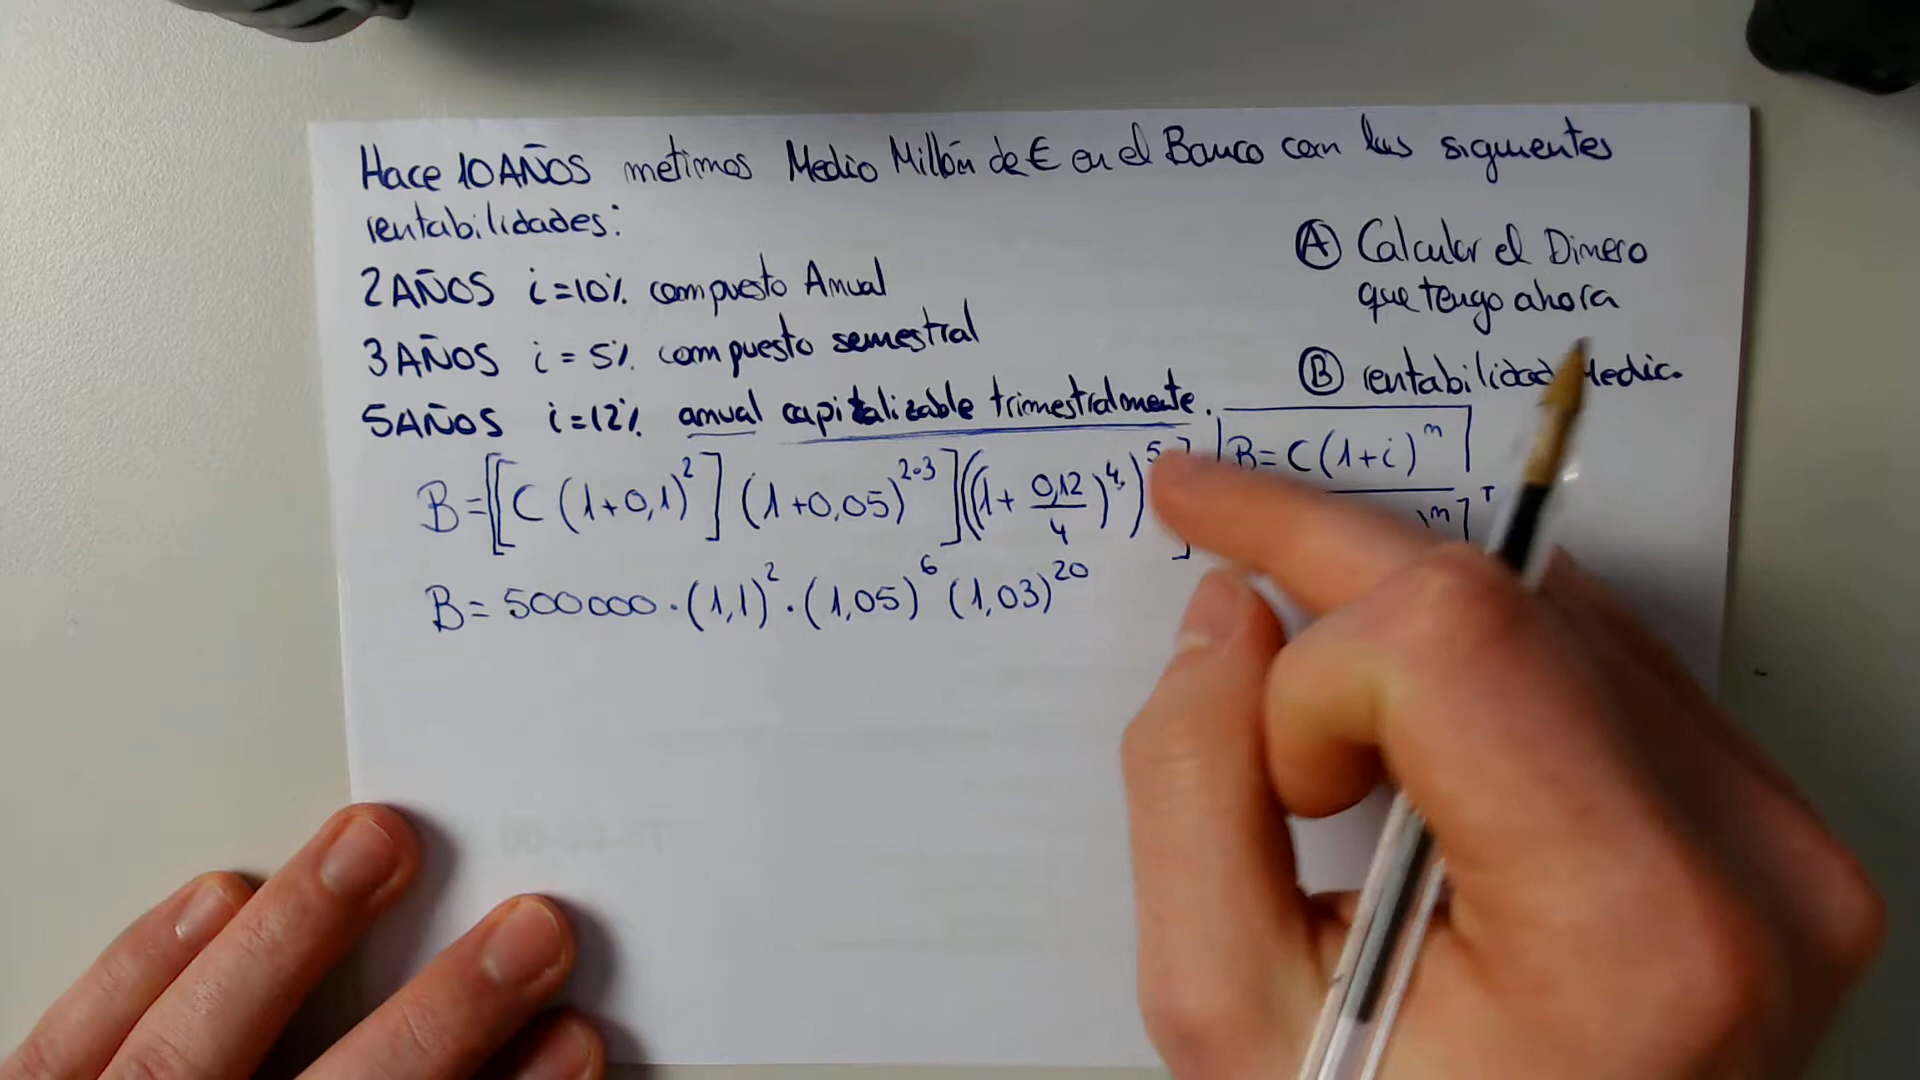 Hace 10 AÑOS metimos Medio Millón de € en el Banco con las siguientes
rentabilidades:
2 AÑOS i=10% compuesto Anual
3 AÑOS i=5% compuesto semestral
5 AÑOS i=12% anual capitalizable trimestralmente.
Ⓐ Calcular el Dinero
que tengo ahora
Ⓑ rentabilidad Media.
B=C(1+i)^n
B=[[C(1+0,1)^2](1+0,05)^2·3]((1+0,12/4)^4)^5]
B=500000·(1,1)^2·(1,05)^6(1,03)^20